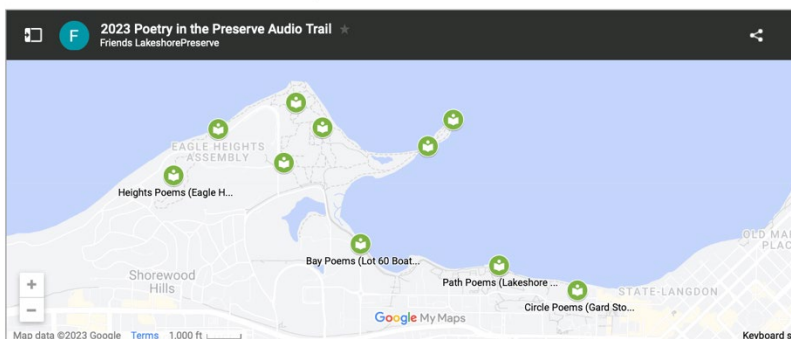 2023 Poetry in the Preserve Audio Trail
Friends LakeshorePreserve
EAGLE HEIGHTS
ASSEMBLY
Heights Poems (Eagle H...
Bay Poems (Lot 60 Boat...
Path Poems (Lakeshore ...
Circle Poems (Gard Sto...
OLD MA
PLAC
STATE-LANGDON
Shorewood
Hills
+
−
Google My Maps
Map data ©2023 Google Terms 1,000 ft
Keyboard s
F